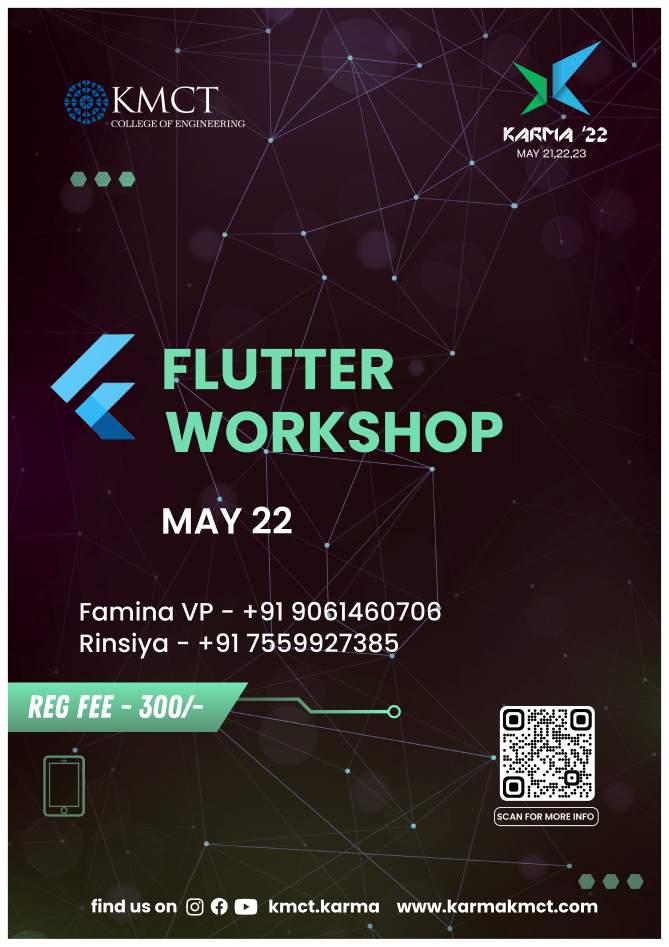 KMCT
COLLEGE OF ENGINEERING
KARMA '22
MAY 21,22,23
FLUTTER
WORKSHOP
MAY 22
Famina VP - +91 9061460706
Rinsiya - +91 7559927385
REG FEE - 300/-
SCAN FOR MORE INFO
find us on kmct.karma www.karmakmct.com